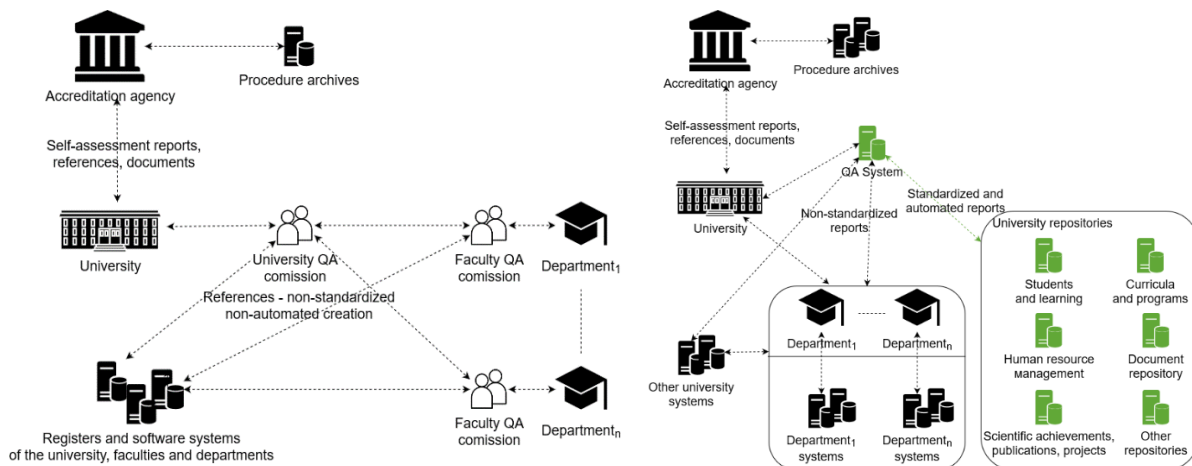 Accreditation agency
Procedure archives
Self-assessment reports,
references, documents
University
University QA
comission
Faculty QA
comission
Department₁
References - non-standardized
non-automated creation
Faculty QA
comission
Departmentₙ
Registers and software systems
of the university, faculties and departments
Accreditation agency
Procedure archives
Self-assessment reports,
references, documents
QA System
University
Non-standardized
reports
Standardized and
automated reports
University repositories
Students
and learning
Curricula
and programs
Human resource
мanagement
Document
repository
Scientific achievements,
publications, projects
Other
repositories
Department₁
Departmentₙ
Other university
systems
Department₁
systems
Departmentₙ
systems